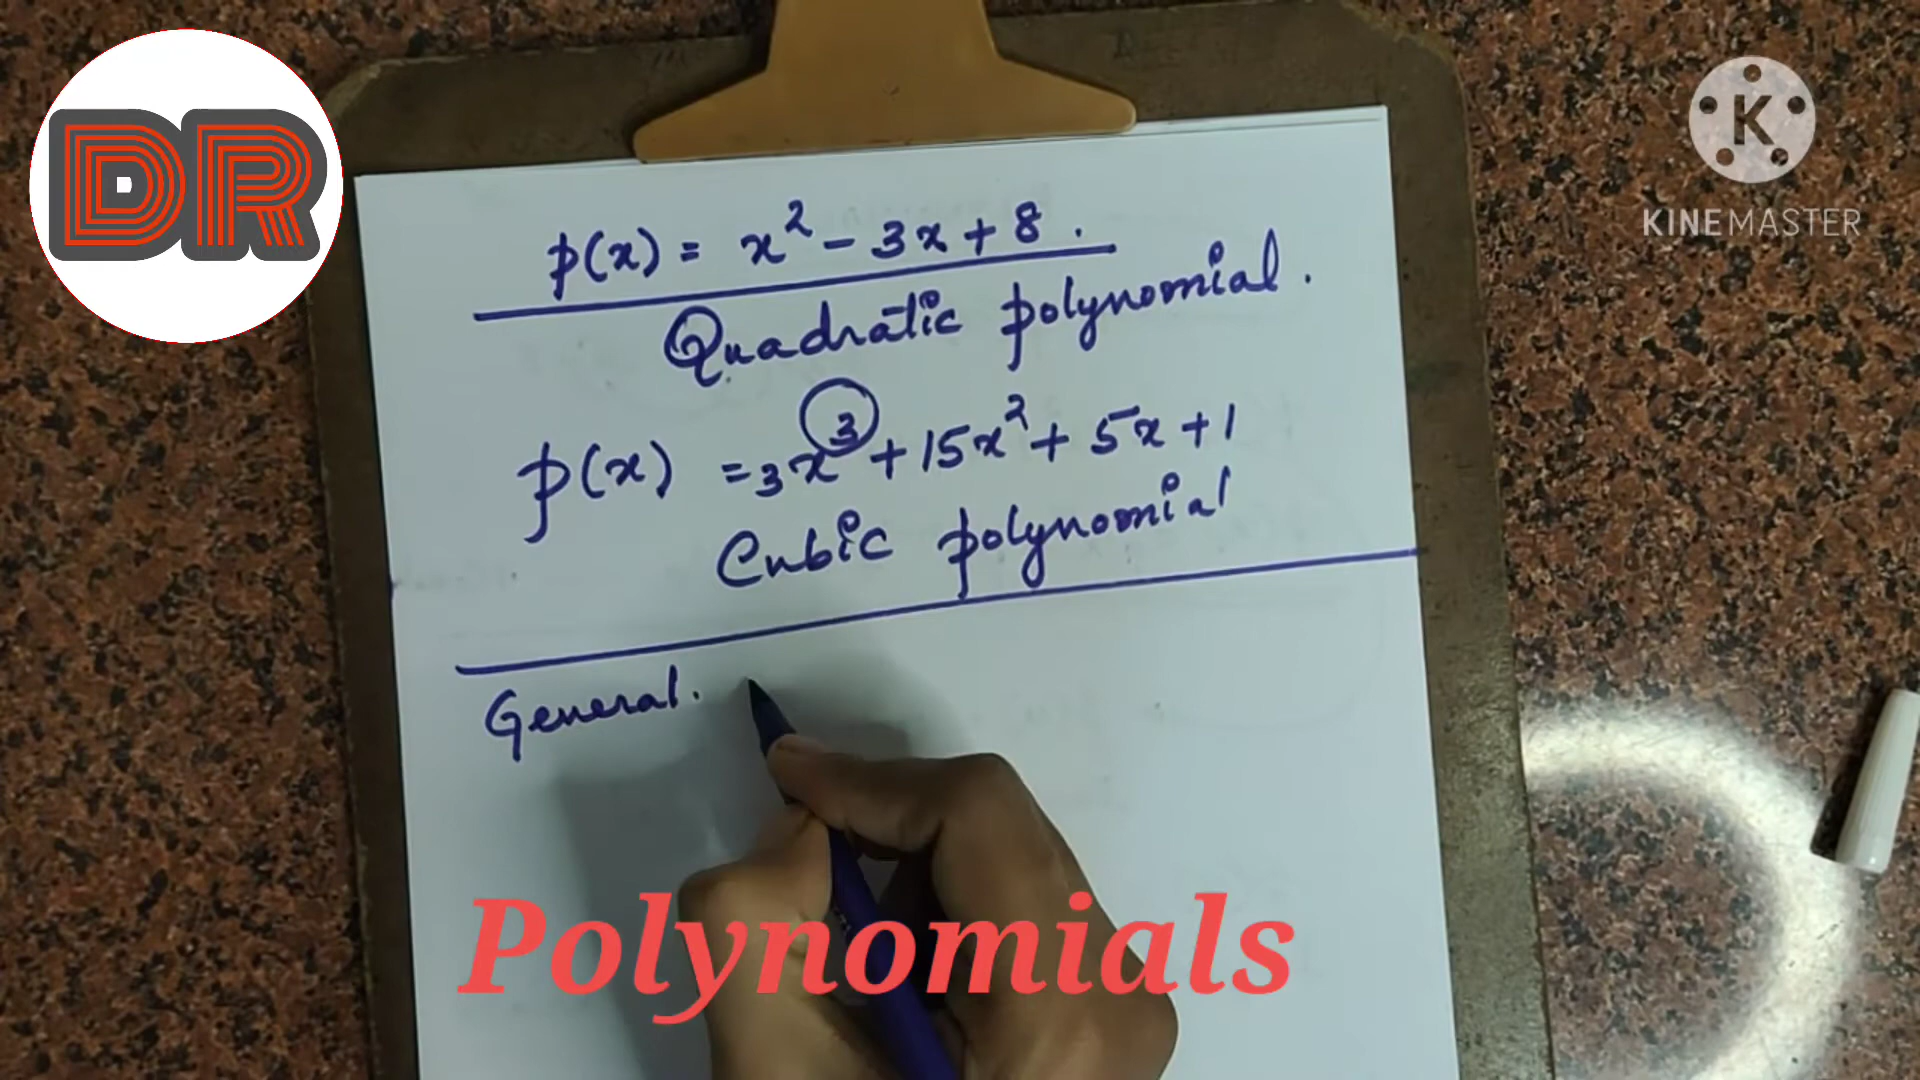 DR
K
KINEMASTER
p(x) = x² - 3x + 8.
Quadratic polynomial.
p(x) = 3x³ + 15x² + 5x + 1
Cubic polynomial
General.
Polynomials